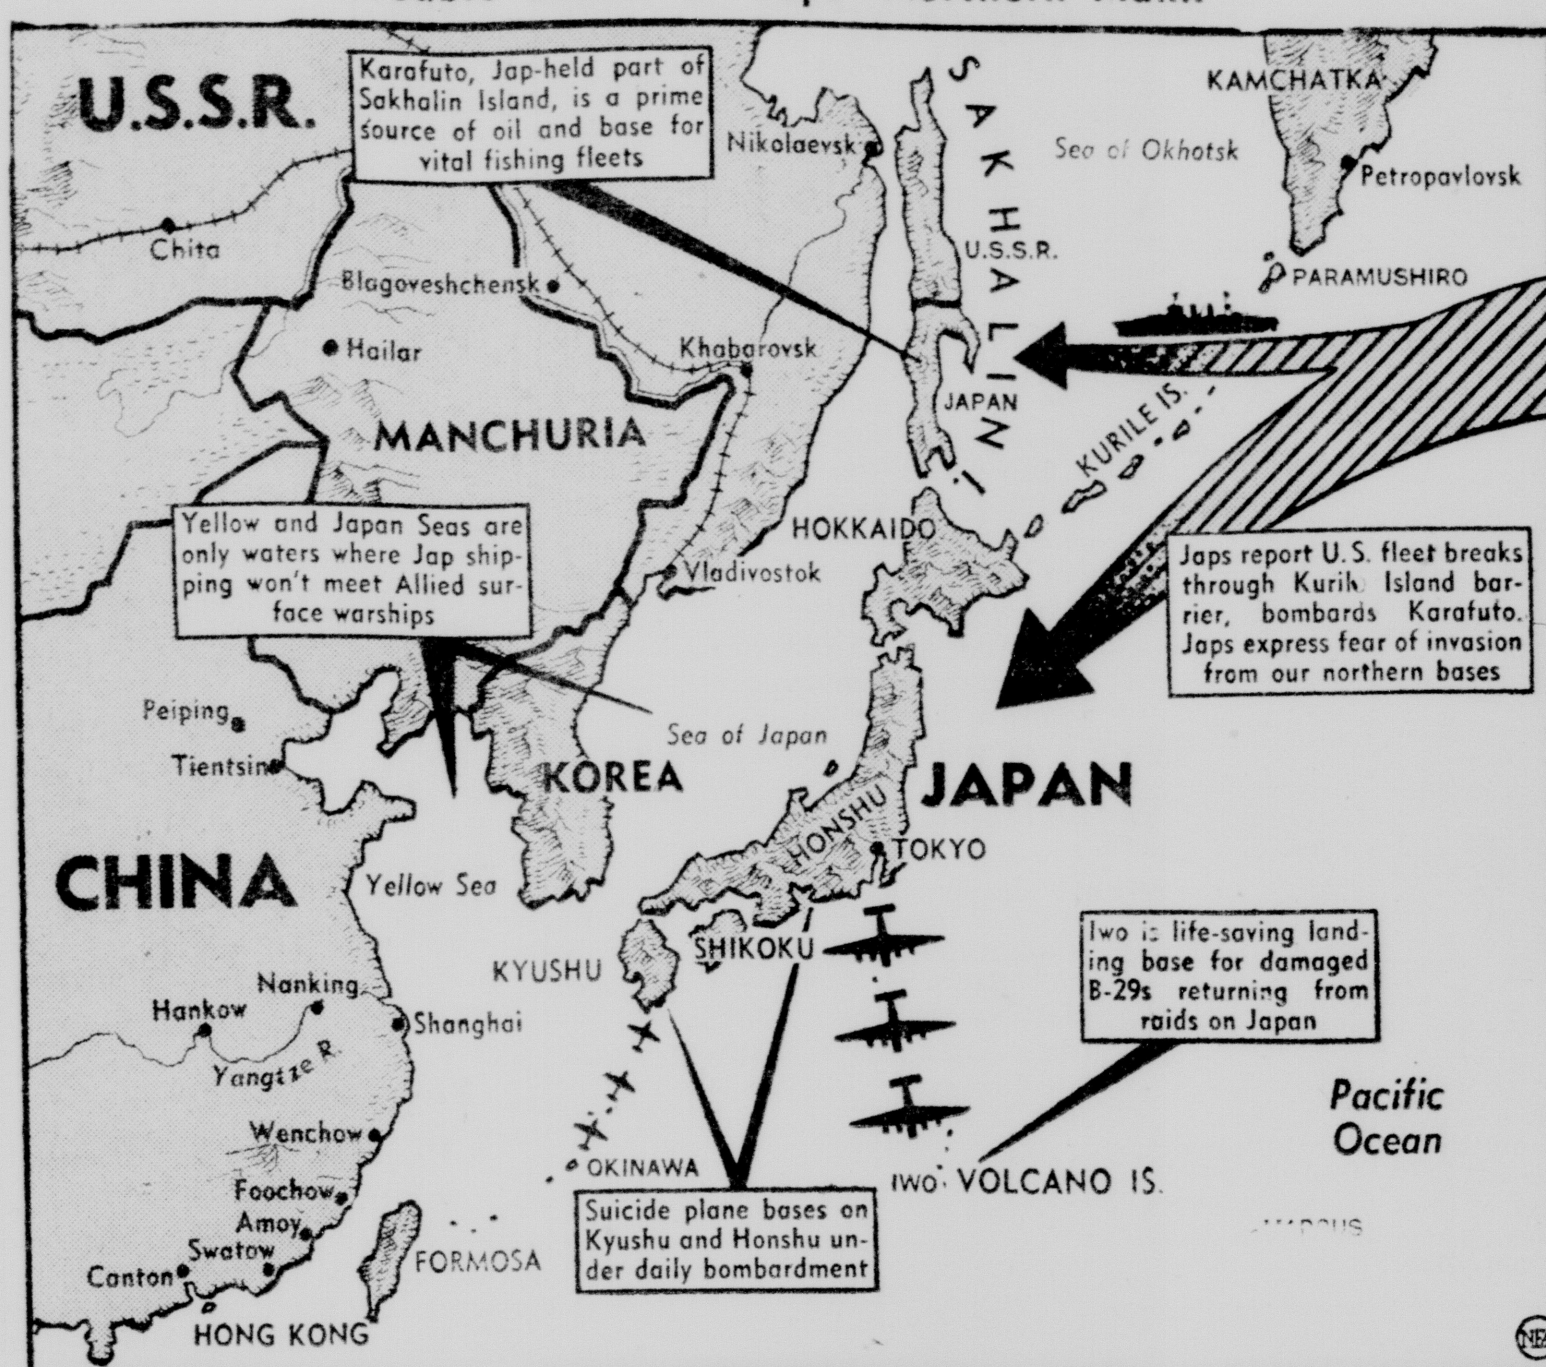 U.S.S.R.
Karafuto, Jap-held part of
Sakhalin Island, is a prime
source of oil and base for
vital fishing fleets
Nikolaevsk
SAKHALIN
Sea of Okhotsk
KAMCHATKA
Petropavlovsk
Chita
U.S.S.R.
Blagoveshchensk
PARAMUSHIRO
Hailar
Khabarovsk
JAPAN
KURILE IS.
MANCHURIA
Yellow and Japan Seas are
only waters where Jap ship-
ping won't meet Allied sur-
face warships
HOKKAIDO
Vladivostok
Japs report U.S. fleet breaks
through Island bar-
rier, bombards Karafuto.
Japs express fear of invasion
from our northern bases
Peiping
Tientsin
Sea of Japan
KOREA
JAPAN
HONSHU
TOKYO
CHINA
Yellow Sea
SHIKOKU
KYUSHU
Iwo is life-saving land-
ing base for damaged
B-29s returning from
raids on Japan
Nanking
Hankow
Shanghai
Yangtze R.
Pacific
Ocean
Wenchow
OKINAWA
IWO
VOLCANO IS.
Foochow
Amoy
Swatow
Canton
FORMOSA
Suicide plane bases on
Kyushu and Honshu un-
der daily bombardment
HONG KONG
NEA